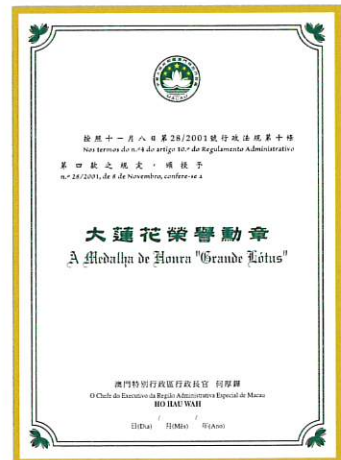 MACAU
按照十一月八日第28/2001號行政法規第十條
Nos termos do n.º4 do artigo 10.º do Regulamento Administrativo
第四款之規定，頒授予
n.º 28/2001, de 8 de Novembro, confere-se a
大蓮花榮譽勳章
A Medalha de Honra "Grande Lótus"
澳門特別行政區行政長官 何厚鏵
O Chefe do Executivo da Região Administrativa Especial de Macau
HO HAU WAH
/ /
日(Dia) 月(Mês) 年(Ano)